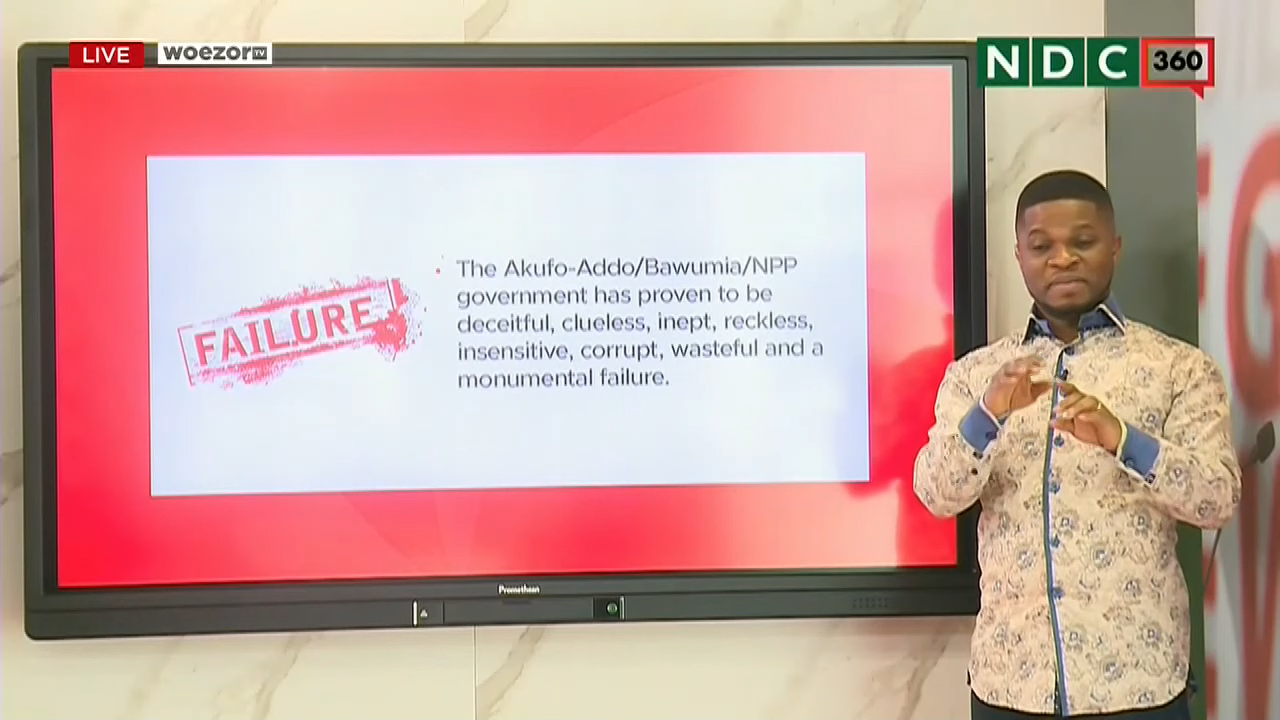 LIVE woezor TV
NDC 360
FAILURE
• The Akufo-Addo/Bawumia/NPP
government has proven to be
deceitful, clueless, inept, reckless,
insensitive, corrupt, wasteful and a
monumental failure.
Promethean